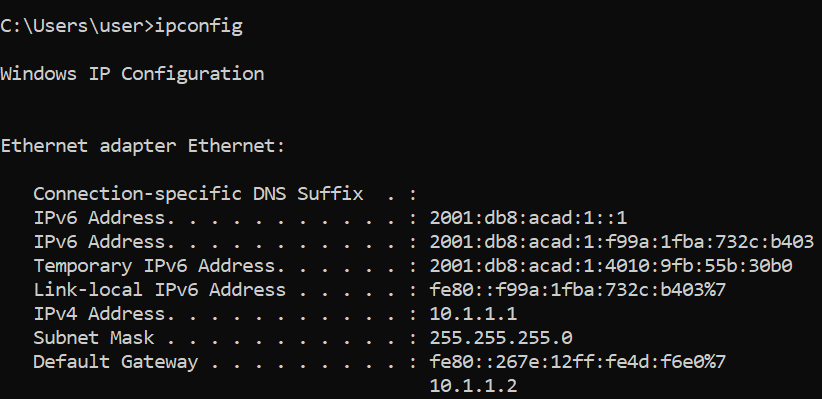 C:\Users\user>ipconfig
Windows IP Configuration
Ethernet adapter Ethernet:
Connection-specific DNS Suffix . :
IPv6 Address. . . . . . . . . . . : 2001:db8:acad:1::1
IPv6 Address. . . . . . . . . . . : 2001:db8:acad:1:f99a:1fba:732c:b403
Temporary IPv6 Address. . . . . . : 2001:db8:acad:1:4010:9fb:55b:30b0
Link-local IPv6 Address . . . . . : fe80::f99a:1fba:732c:b403%7
IPv4 Address. . . . . . . . . . . : 10.1.1.1
Subnet Mask . . . . . . . . . . . : 255.255.255.0
Default Gateway . . . . . . . . . : fe80::267e:12ff:fe4d:f6e0%7
10.1.1.2